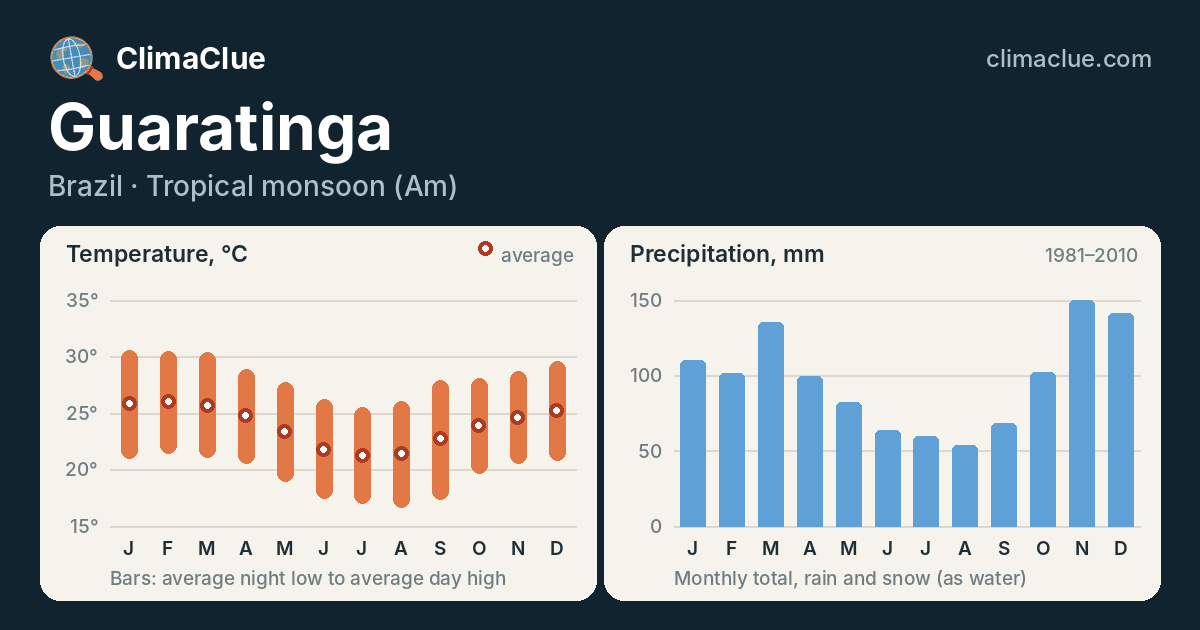 ClimaClue
climaclue.com
Guaratinga
Brazil · Tropical monsoon (Am)
Temperature, °C
average
35°
30°
25°
20°
15°
J F M A M J J A S O N D
Bars: average night low to average day high
Precipitation, mm
1981–2010
150
100
50
0
J F M A M J J A S O N D
Monthly total, rain and snow (as water)